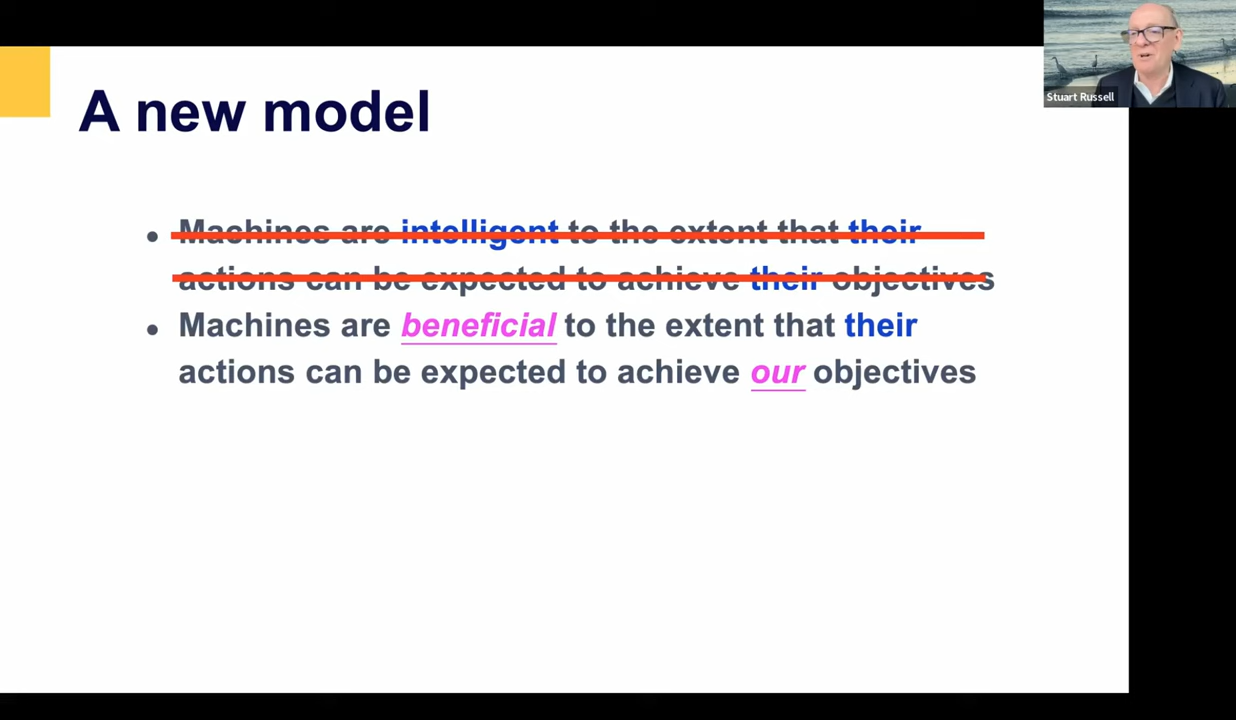 Stuart Russell
A new model
• Machines are intelligent to the extent that their
actions can be expected to achieve their objectives
• Machines are beneficial to the extent that their
actions can be expected to achieve our objectives